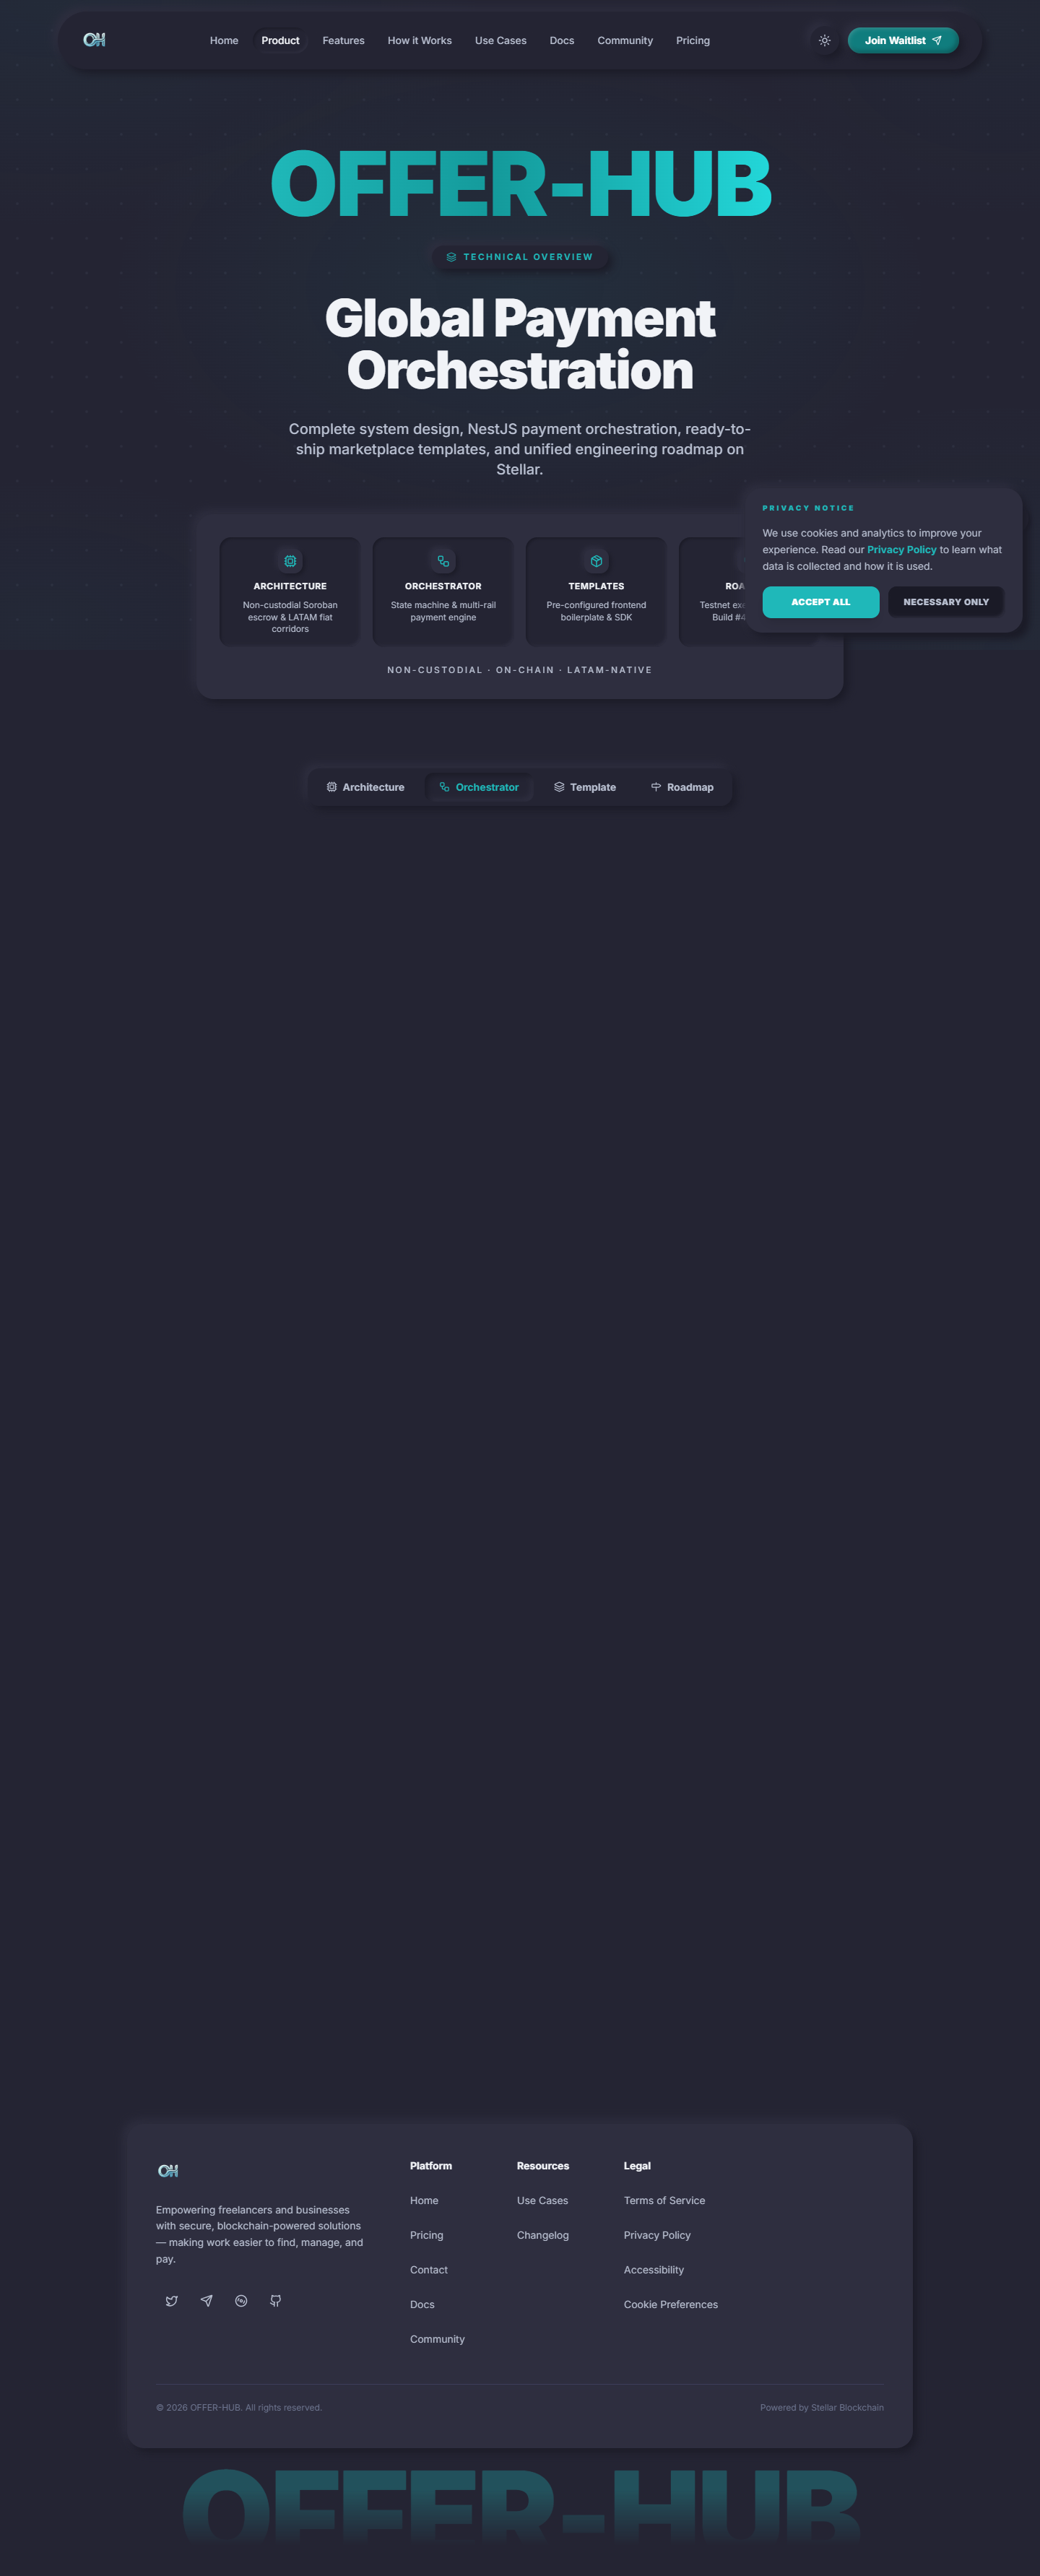 OH
Home
Product
Features
How it Works
Use Cases
Docs
Community
Pricing
Join Waitlist
OFFER-HUB
TECHNICAL OVERVIEW
Global Payment
Orchestration
Complete system design, NestJS payment orchestration, ready-to-
ship marketplace templates, and unified engineering roadmap on
Stellar.
PRIVACY NOTICE
We use cookies and analytics to improve your
experience. Read our Privacy Policy to learn what
data is collected and how it is used.
ACCEPT ALL
NECESSARY ONLY
ARCHITECTURE
Non-custodial Soroban
escrow & LATAM fiat
corridors
ORCHESTRATOR
State machine & multi-rail
payment engine
TEMPLATES
Pre-configured frontend
boilerplate & SDK
Testnet
Build
NON-CUSTODIAL · ON-CHAIN · LATAM-NATIVE
Architecture
Orchestrator
Template
Roadmap
OH
Empowering freelancers and businesses
with secure, blockchain-powered solutions
— making work easier to find, manage, and
pay.
Platform
Home
Pricing
Contact
Docs
Community
Resources
Use Cases
Changelog
Legal
Terms of Service
Privacy Policy
Accessibility
Cookie Preferences
© 2026 OFFER-HUB. All rights reserved.
Powered by Stellar Blockchain
OFFER-HUB